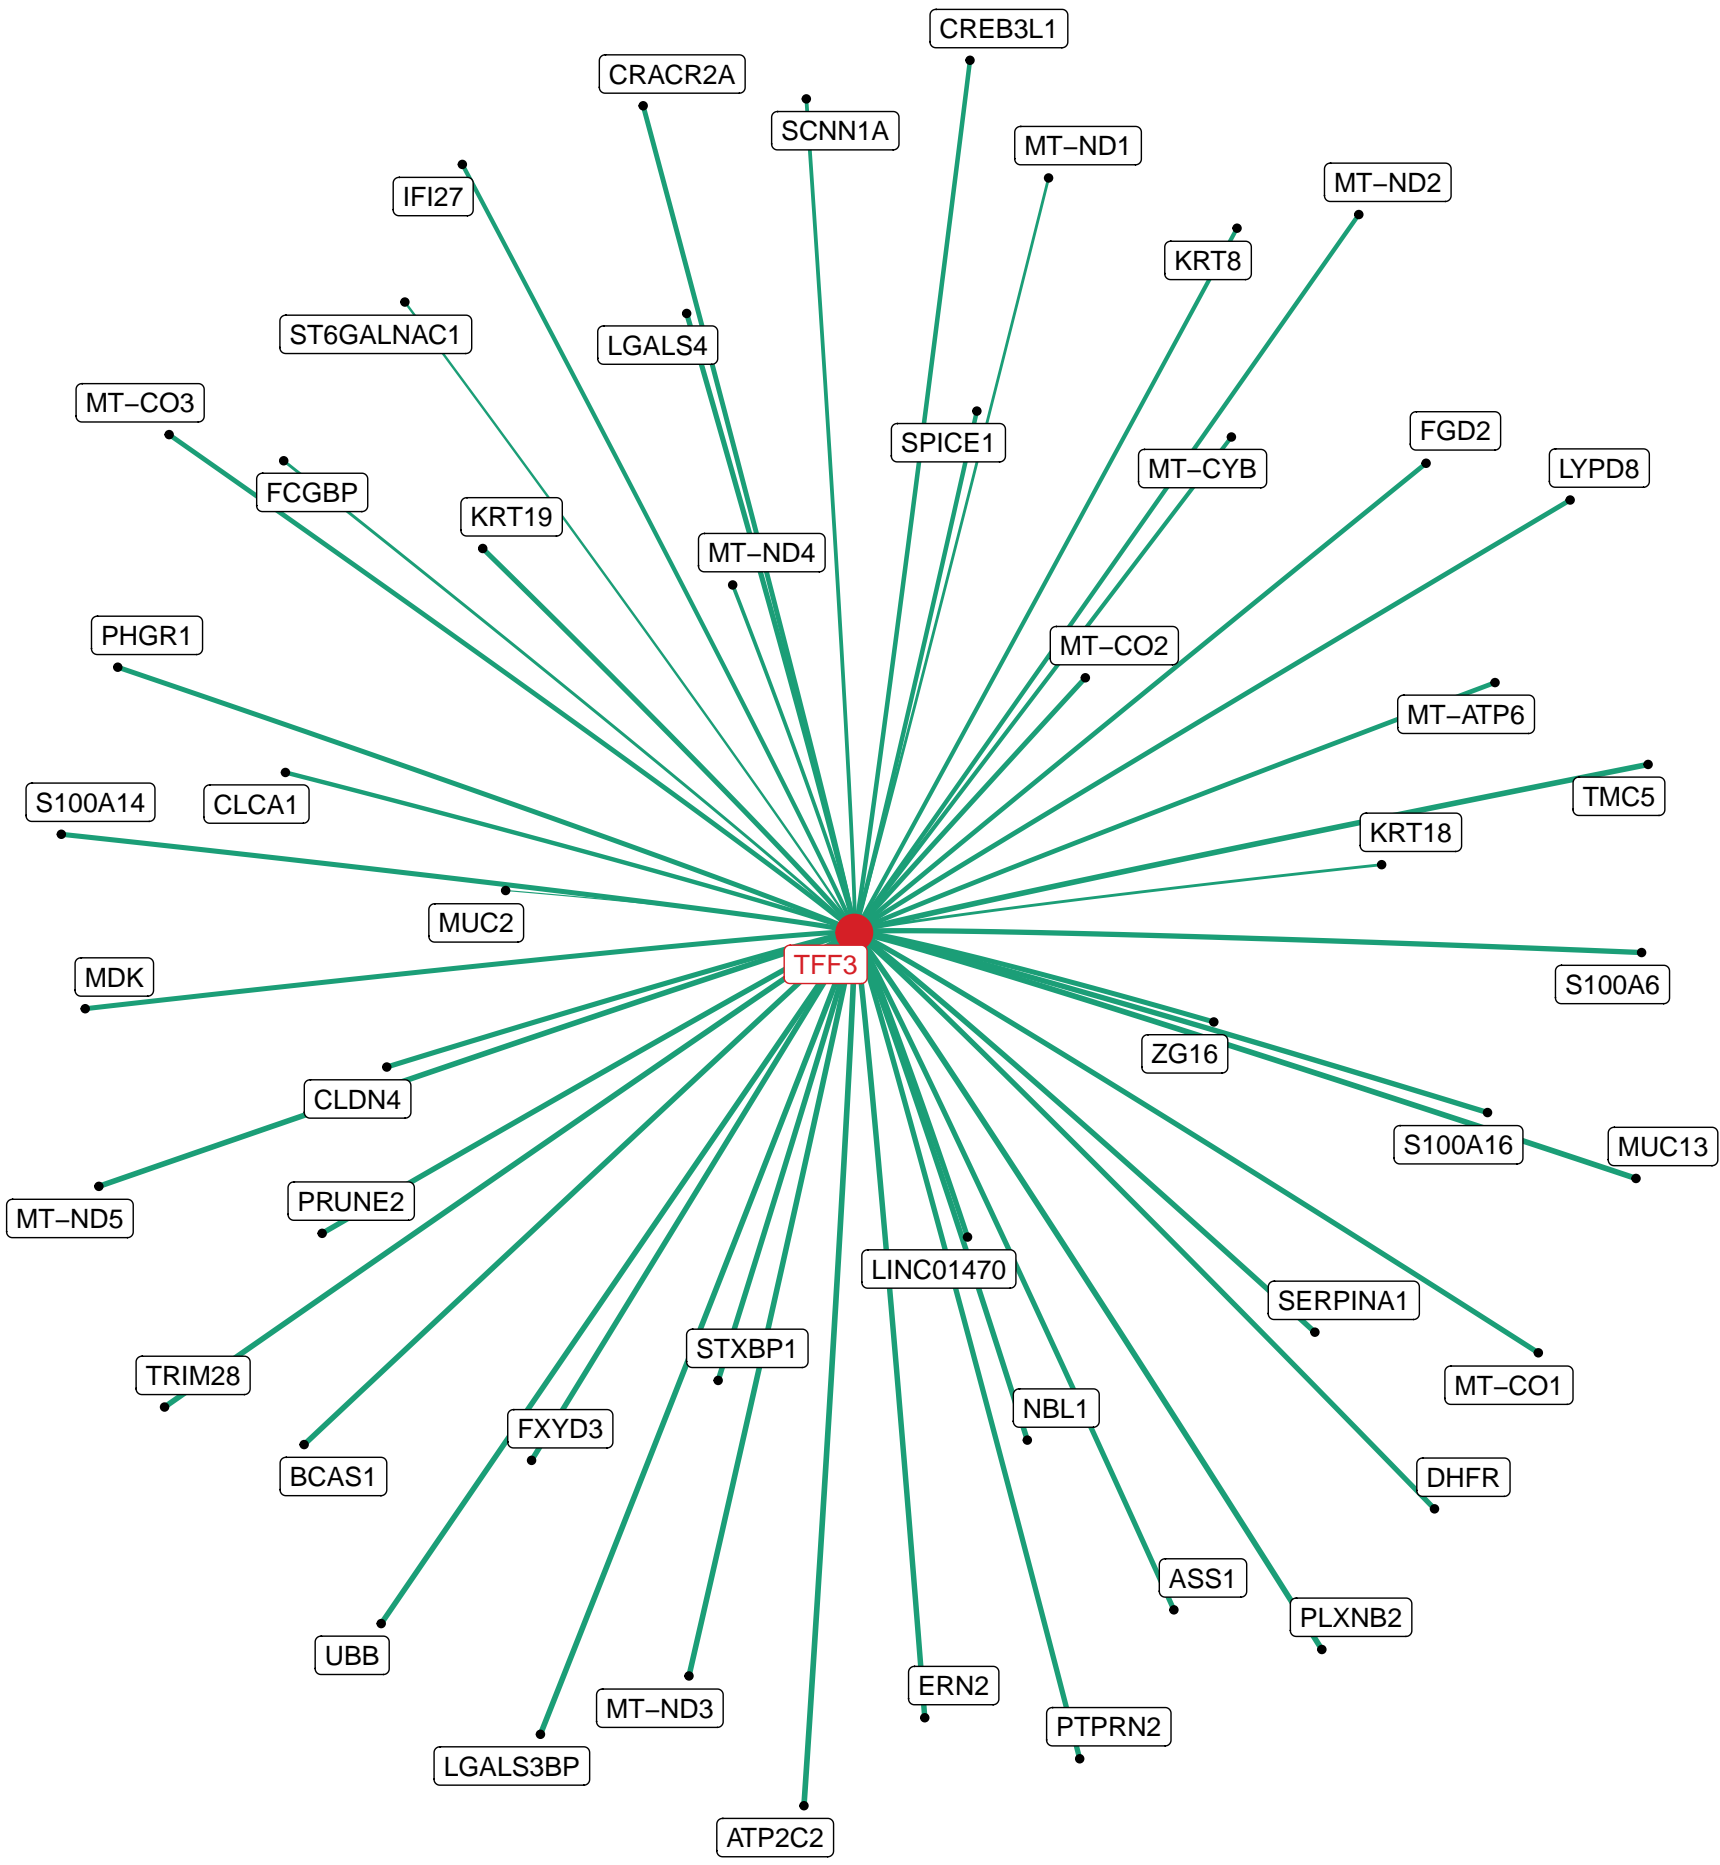 CREB3L1
CRACR2A
SCNN1A
MT–ND1
MT–ND2
IFI27
KRT8
ST6GALNAC1
LGALS4
MT–CO3
FGD2
SPICE1
MT–CYB
LYPD8
FCGBP
KRT19
MT–ND4
PHGR1
MT–CO2
MT–ATP6
TMC5
S100A14
CLCA1
KRT18
MUC2
TFF3
MDK
S100A6
ZG16
CLDN4
S100A16
MUC13
PRUNE2
MT–ND5
LINC01470
SERPINA1
STXBP1
TRIM28
MT–CO1
NBL1
FXYD3
BCAS1
DHFR
ASS1
PLXNB2
UBB
ERN2
MT–ND3
PTPRN2
LGALS3BP
ATP2C2